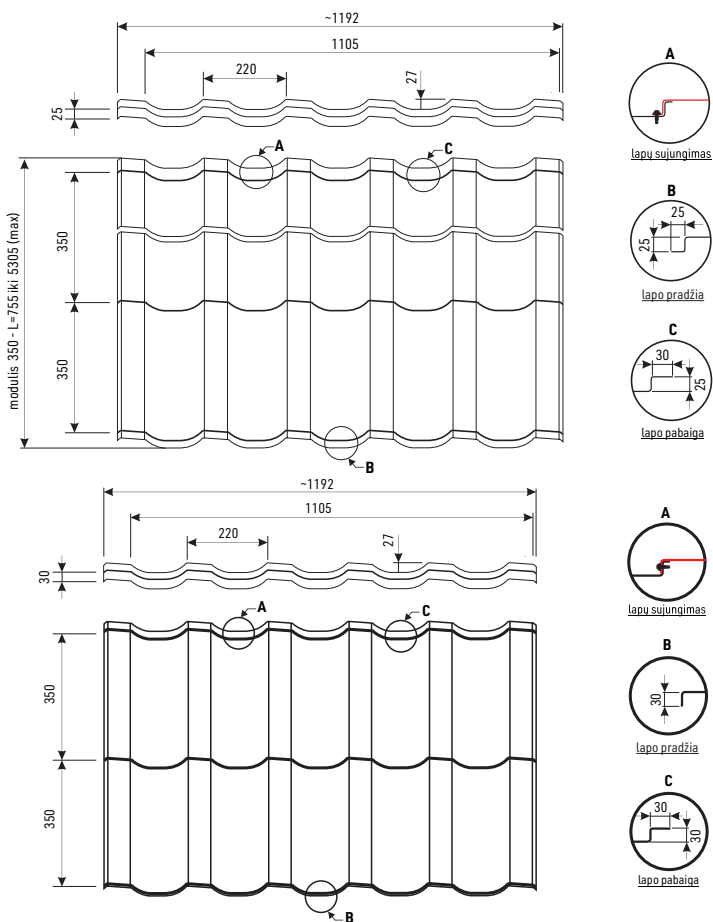 ~1192
1105
220
27
25
A
C
350
350
modulis 350 - L=755 iki 5305 (max)
B
A
lapų sujungimas
B
25
25
lapo pradžia
C
30
25
lapo pabaiga
~1192
1105
220
27
30
A
C
350
350
B
A
lapų sujungimas
B
30
lapo pradžia
C
30
30
lapo pabaiga